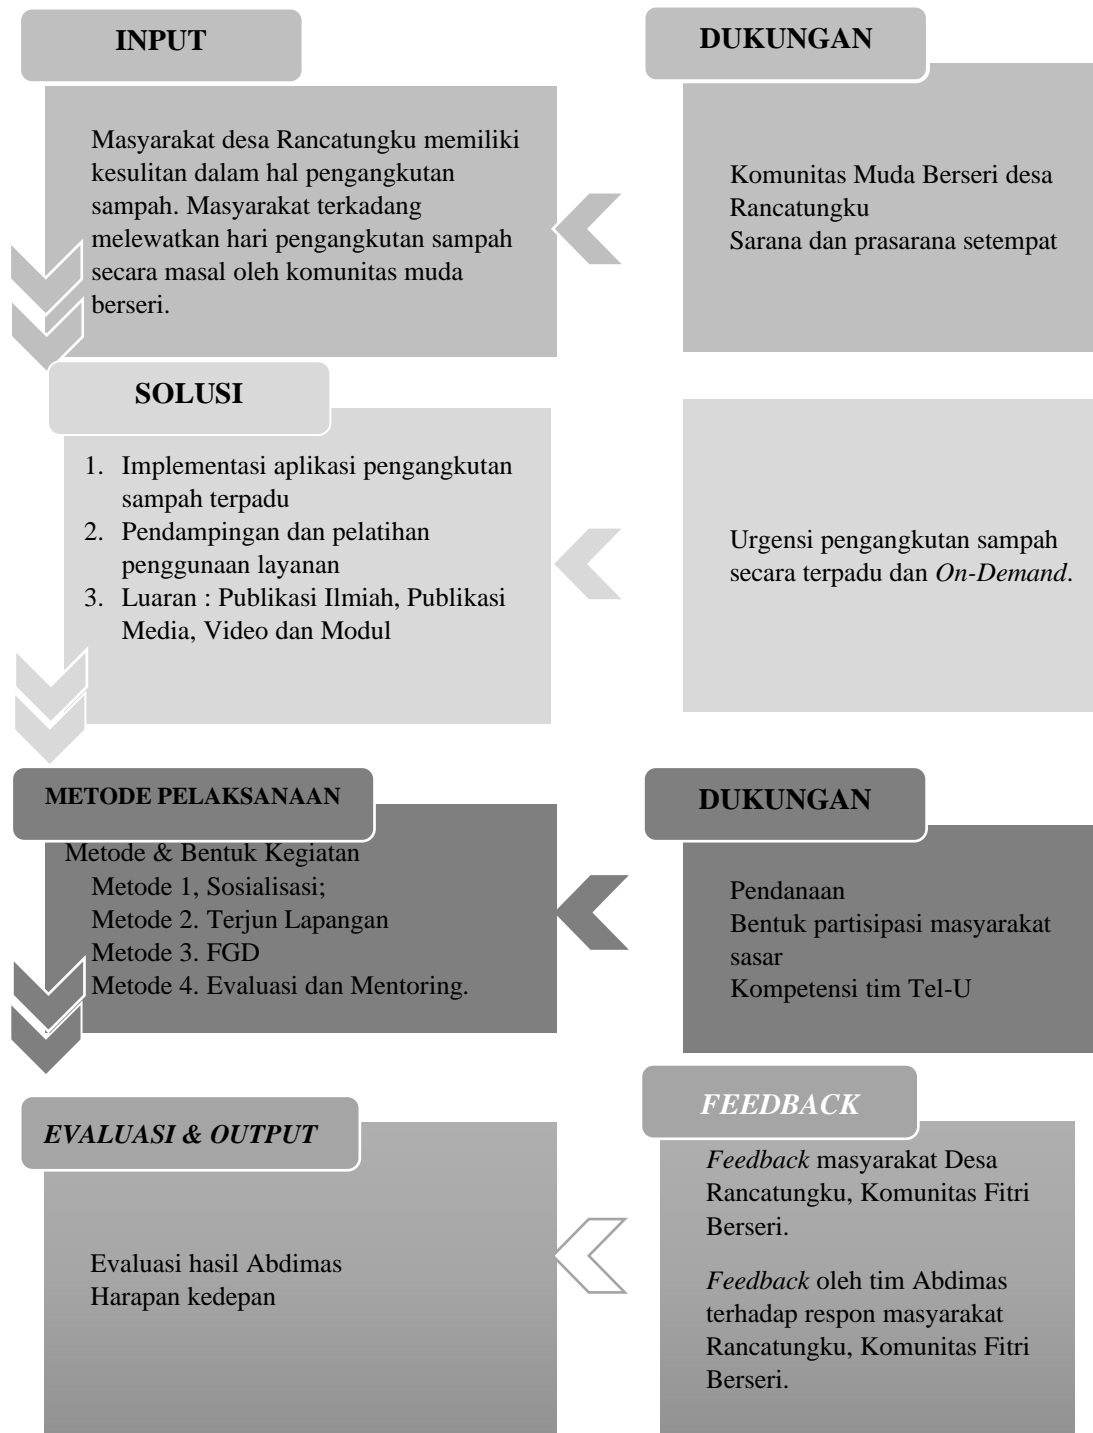 INPUT
Masyarakat desa Rancatungku memiliki
kesulitan dalam hal pengangkutan
sampah. Masyarakat terkadang
melewatkan hari pengangkutan sampah
secara masal oleh komunitas muda
berseri.
DUKUNGAN
Komunitas Muda Berseri desa
Rancatungku
Sarana dan prasarana setempat
SOLUSI
1. Implementasi aplikasi pengangkutan
sampah terpadu
2. Pendampingan dan pelatihan
penggunaan layanan
3. Luaran : Publikasi Ilmiah, Publikasi
Media, Video dan Modul
Urgensi pengangkutan sampah
secara terpadu dan On-Demand.
METODE PELAKSANAAN
Metode & Bentuk Kegiatan
Metode 1, Sosialisasi;
Metode 2. Terjun Lapangan
Metode 3. FGD
Metode 4. Evaluasi dan Mentoring.
DUKUNGAN
Pendanaan
Bentuk partisipasi masyarakat
sasar
Kompetensi tim Tel-U
EVALUASI & OUTPUT
Evaluasi hasil Abdimas
Harapan kedepan
FEEDBACK
Feedback masyarakat Desa
Rancatungku, Komunitas Fitri
Berseri.
Feedback oleh tim Abdimas
terhadap respon masyarakat
Rancatungku, Komunitas Fitri
Berseri.